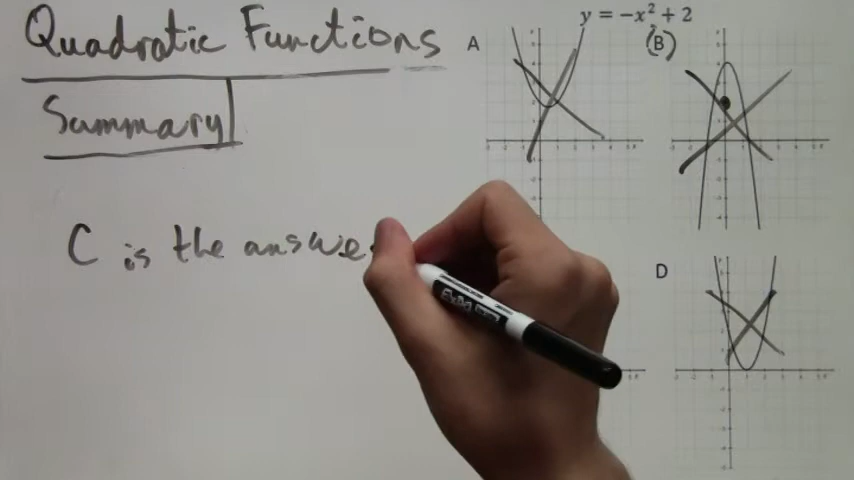 Quadratic Functions
Summary
C is the answe
y = −x² + 2
A
(B)
D